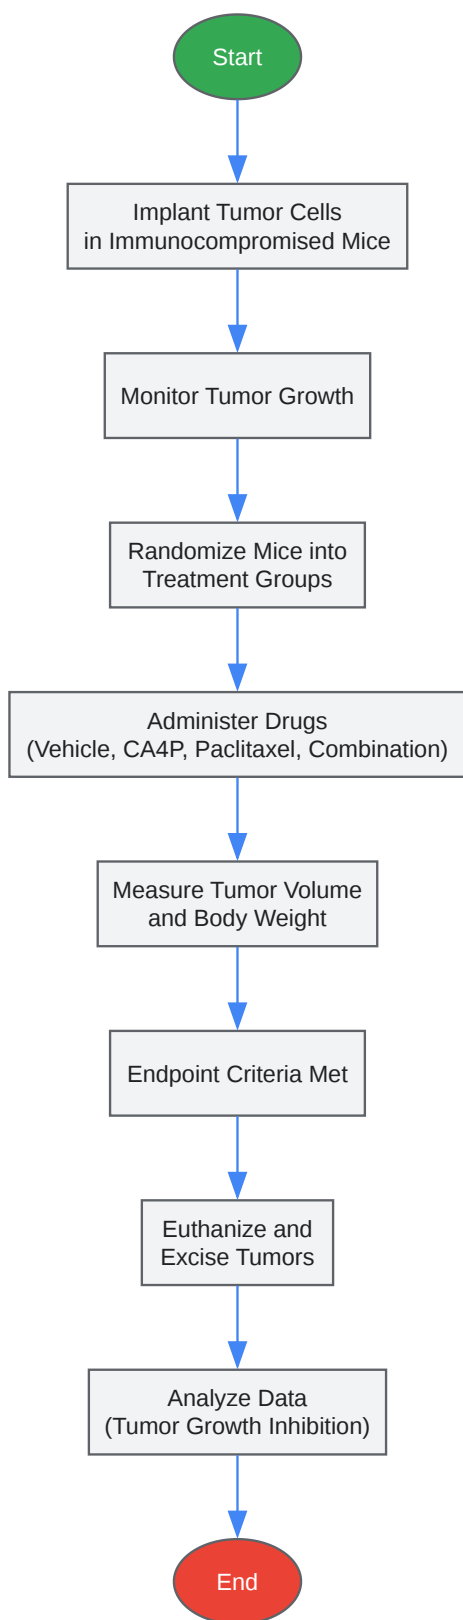 Start
Implant Tumor Cells
in Immunocompromised Mice
Monitor Tumor Growth
Randomize Mice into
Treatment Groups
Administer Drugs
(Vehicle, CA4P, Paclitaxel, Combination)
Measure Tumor Volume
and Body Weight
Endpoint Criteria Met
Euthanize and
Excise Tumors
Analyze Data
(Tumor Growth Inhibition)
End